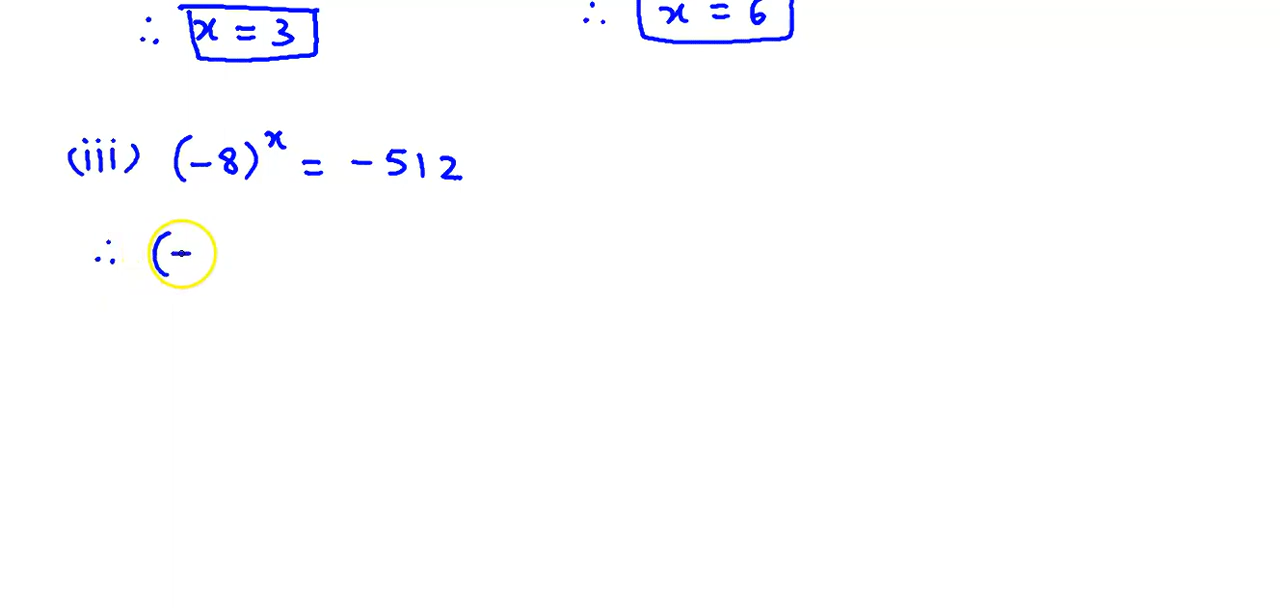 ∴ x = 3 ∴ x = 6
(iii) (-8)^x = -512
∴ (-